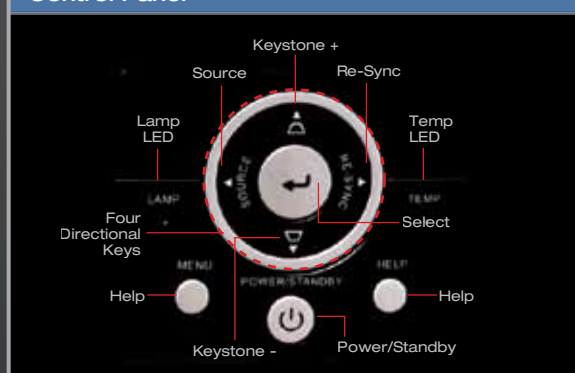 Control Panel
Keystone +
Source
Re-Sync
Lamp
LED
Temp
LED
SOURCE
RE-SYNC
LAMP
TEMP
Select
Four
Directional
Keys
MENU
HELP
POWER/STANDBY
Help
Help
Keystone -
Power/Standby